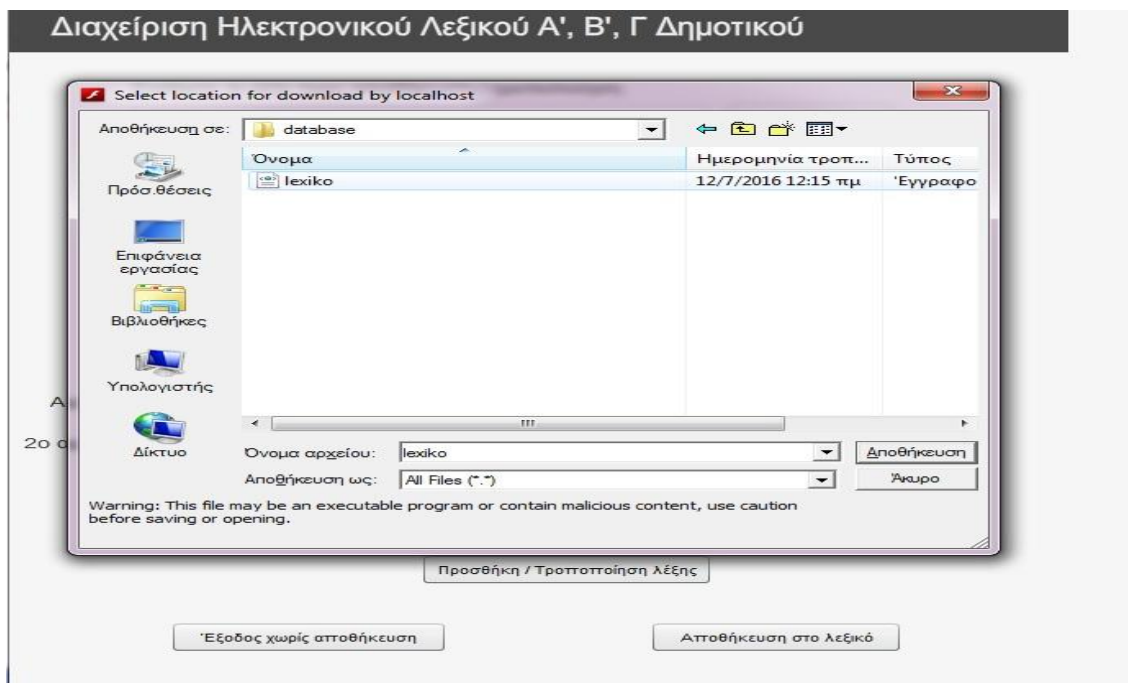 Διαχείριση Ηλεκτρονικού Λεξικού Α', Β', Γ Δημοτικού
Select location for download by localhost
Αποθήκευση σε: database
Όνομα Ημερομηνία τροπ... Τύπος
lexiko 12/7/2016 12:15 πμ Έγγραφο
Πρόσ.θέσεις
Επιφάνεια
εργασίας
Βιβλιοθήκες
Υπολογιστής
Δίκτυο
Α
2ο
Όνομα αρχείου: lexiko Αποθήκευση
Αποθήκευση ως: All Files (*.*) Άκυρο
Warning: This file may be an executable program or contain malicious content, use caution
before saving or opening.
Προσθήκη / Τροποποίηση λέξης
Έξοδος χωρίς αποθήκευση Αποθήκευση στο λεξικό